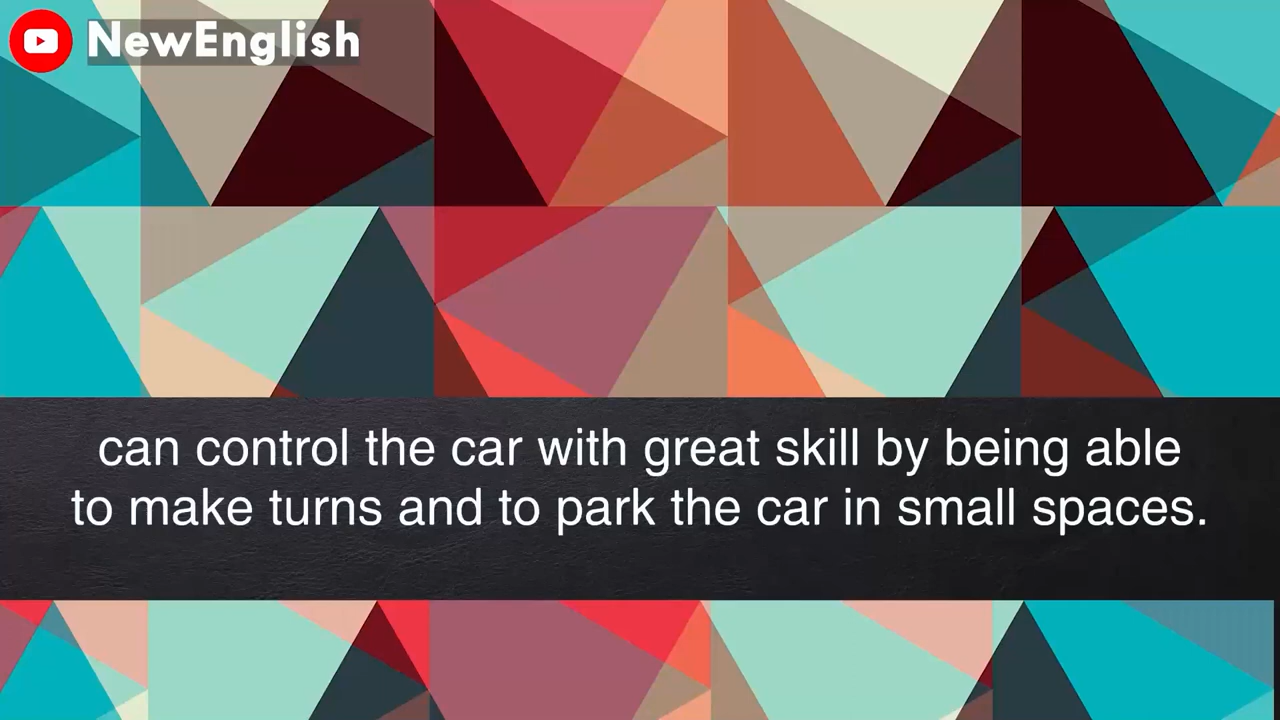 NewEnglish
can control the car with great skill by being able
to make turns and to park the car in small spaces.